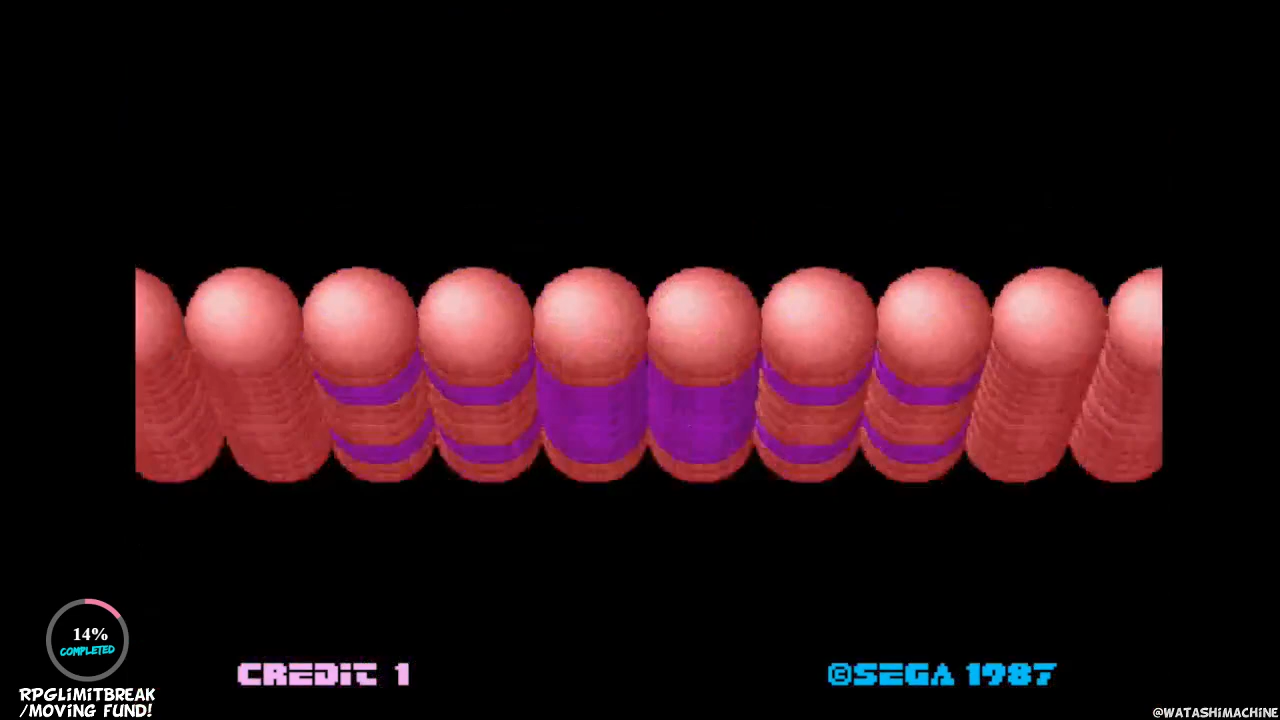 14%
COMPLETED
CREDIT 1
©SEGA 1987
RPGLIMITBREAK
/MOVING FUND!
@WATASHIMACHINE